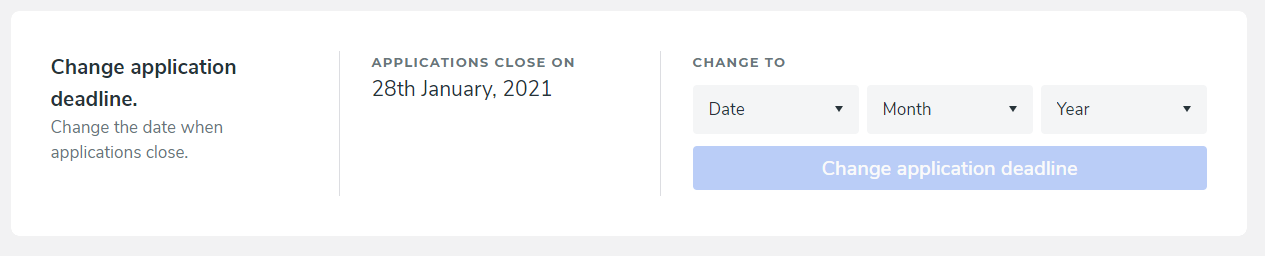 Change application
deadline.
Change the date when
applications close.
APPLICATIONS CLOSE ON
28th January, 2021
CHANGE TO
Date
Month
Year
Change application deadline